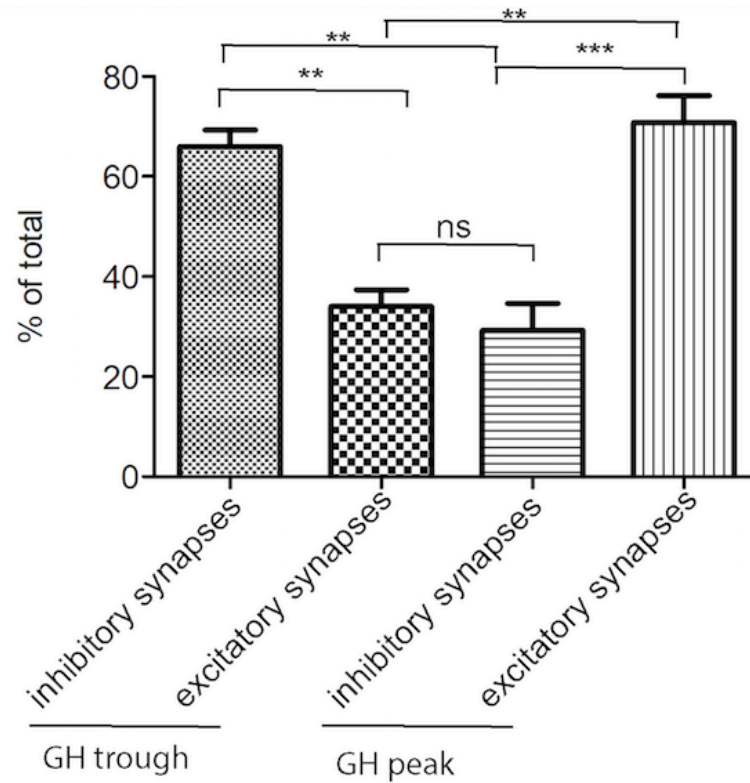 **
** ***
**
80
60
40
20
0
% of total
ns
inhibitory synapses
excitatory synapses
inhibitory synapses
excitatory synapses
GH trough
GH peak